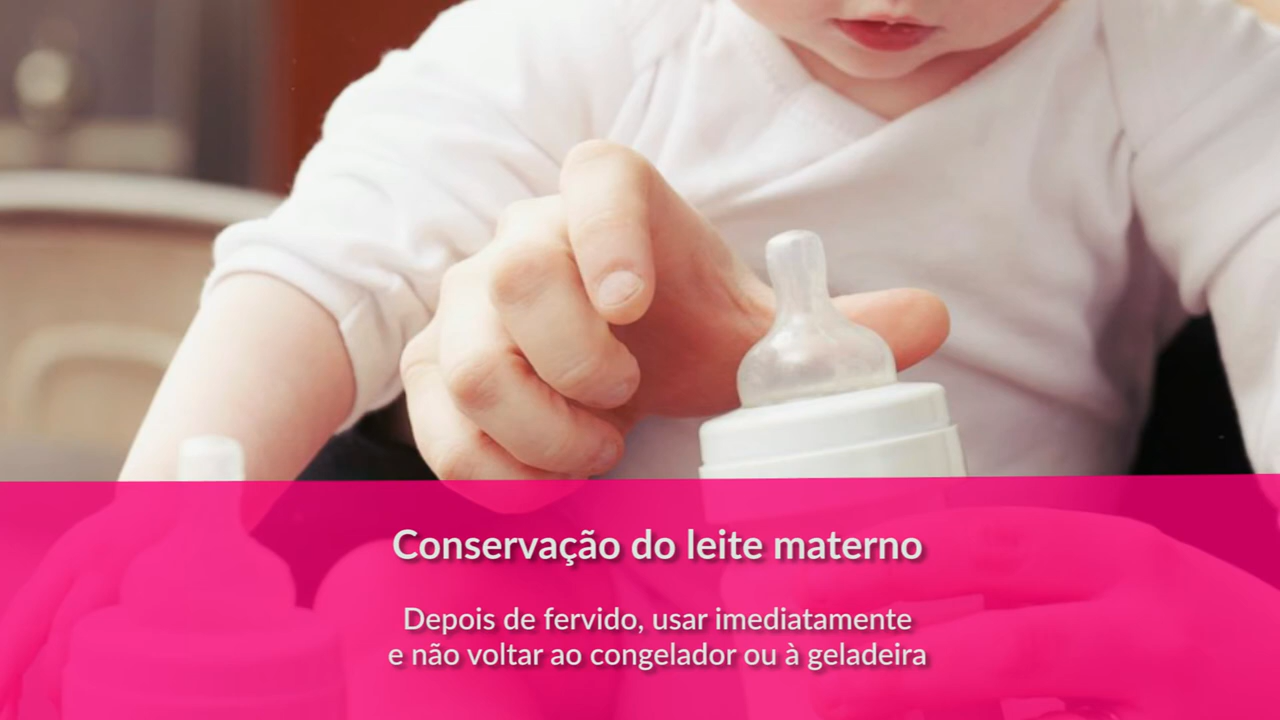 Conservação do leite materno
Depois de fervido, usar imediatamente
e não voltar ao congelador ou à geladeira